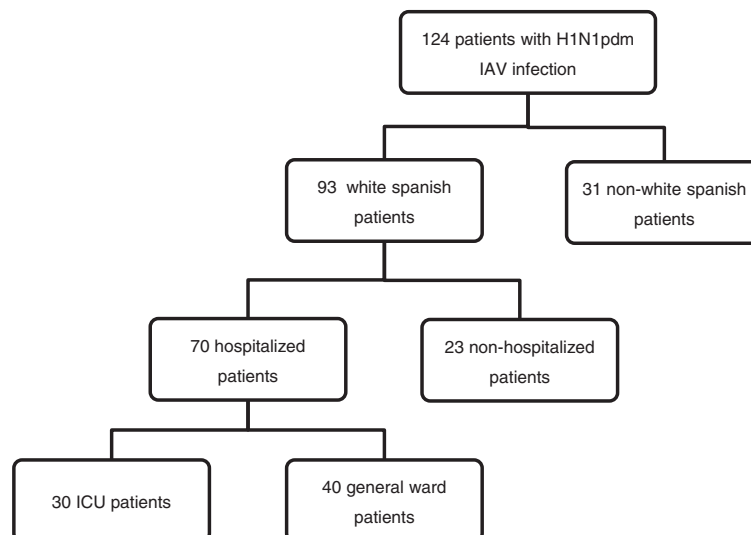 124 patients with H1N1pdm
IAV infection
93 white spanish
patients
31 non-white spanish
patients
70 hospitalized
patients
23 non-hospitalized
patients
30 ICU patients
40 general ward
patients